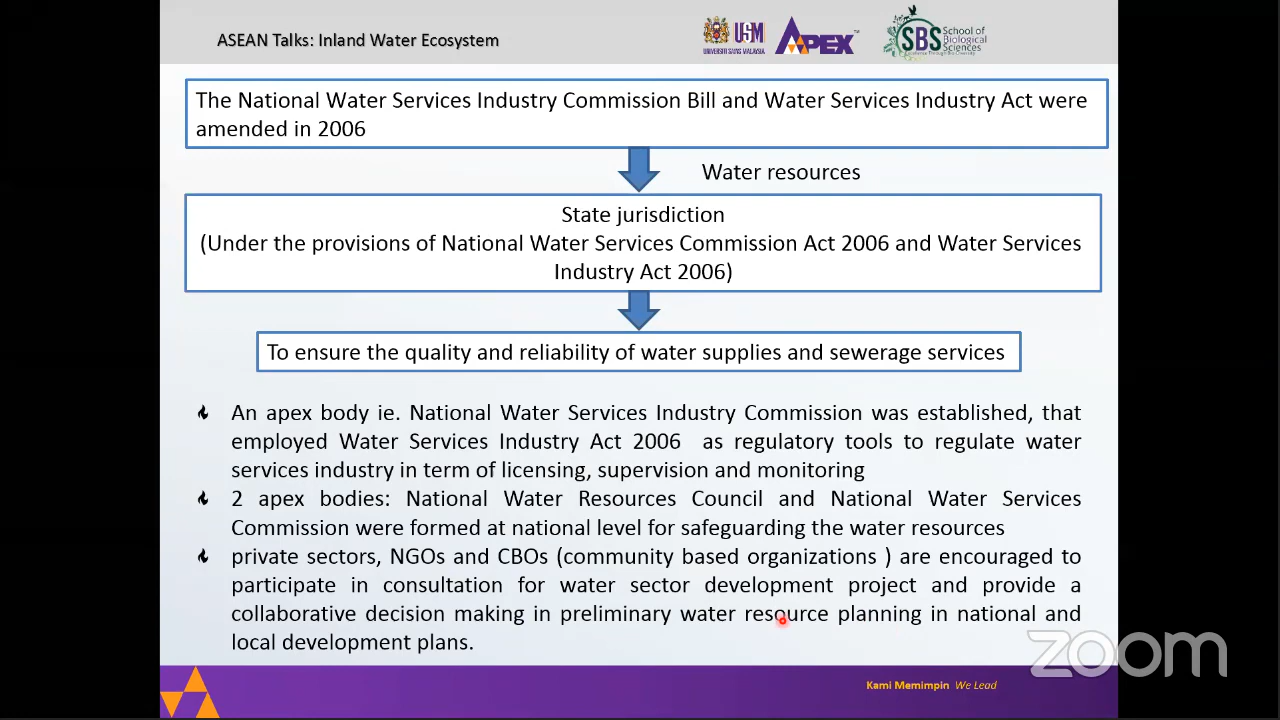 ASEAN Talks: Inland Water Ecosystem
USM
UNIVERSITI SAINS MALAYSIA
APEX™
SBS School of
Biological
Sciences
The National Water Services Industry Commission Bill and Water Services Industry Act were
amended in 2006
Water resources
State jurisdiction
(Under the provisions of National Water Services Commission Act 2006 and Water Services
Industry Act 2006)
To ensure the quality and reliability of water supplies and sewerage services
An apex body ie. National Water Services Industry Commission was established, that
employed Water Services Industry Act 2006 as regulatory tools to regulate water
services industry in term of licensing, supervision and monitoring
2 apex bodies: National Water Resources Council and National Water Services
Commission were formed at national level for safeguarding the water resources
private sectors, NGOs and CBOs (community based organizations ) are encouraged to
participate in consultation for water sector development project and provide a
collaborative decision making in preliminary water resource planning in national and
local development plans.
zoom
Kami Memimpin We Lead